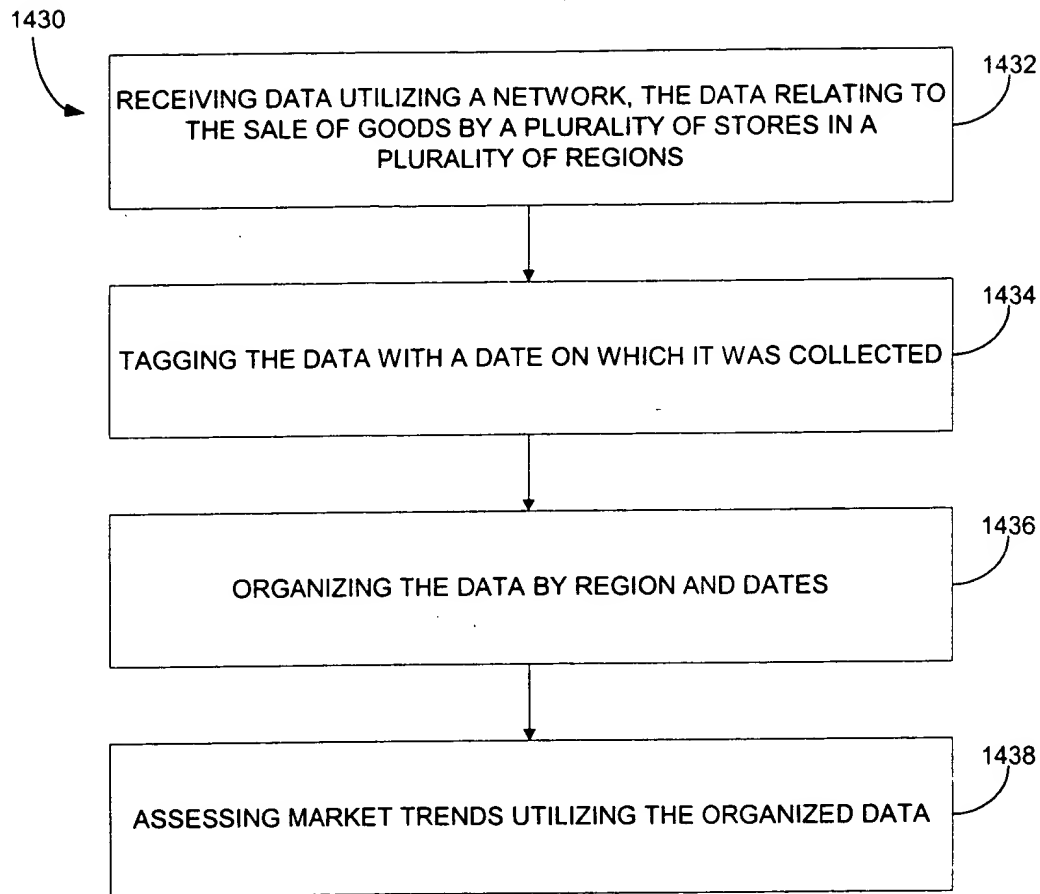 1430
1432
RECEIVING DATA UTILIZING A NETWORK, THE DATA RELATING TO
THE SALE OF GOODS BY A PLURALITY OF STORES IN A
PLURALITY OF REGIONS
1434
TAGGING THE DATA WITH A DATE ON WHICH IT WAS COLLECTED
1436
ORGANIZING THE DATA BY REGION AND DATES
1438
ASSESSING MARKET TRENDS UTILIZING THE ORGANIZED DATA